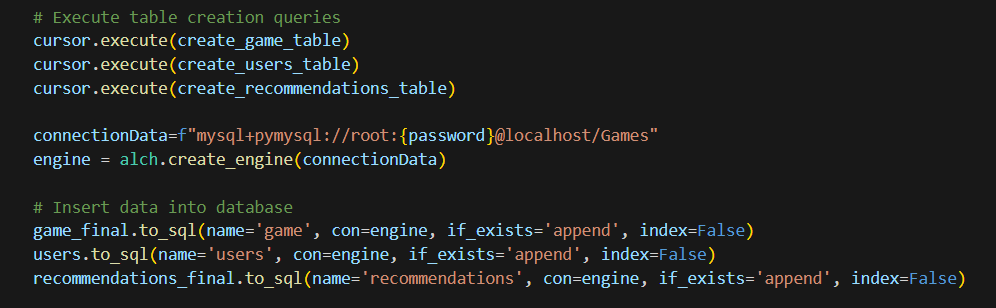 # Execute table creation queries
cursor.execute(create_game_table)
cursor.execute(create_users_table)
cursor.execute(create_recommendations_table)
connectionData=f"mysql+pymysql://root:{password}@localhost/Games"
engine = alch.create_engine(connectionData)
# Insert data into database
game_final.to_sql(name='game', con=engine, if_exists='append', index=False)
users.to_sql(name='users', con=engine, if_exists='append', index=False)
recommendations_final.to_sql(name='recommendations', con=engine, if_exists='append', index=False)